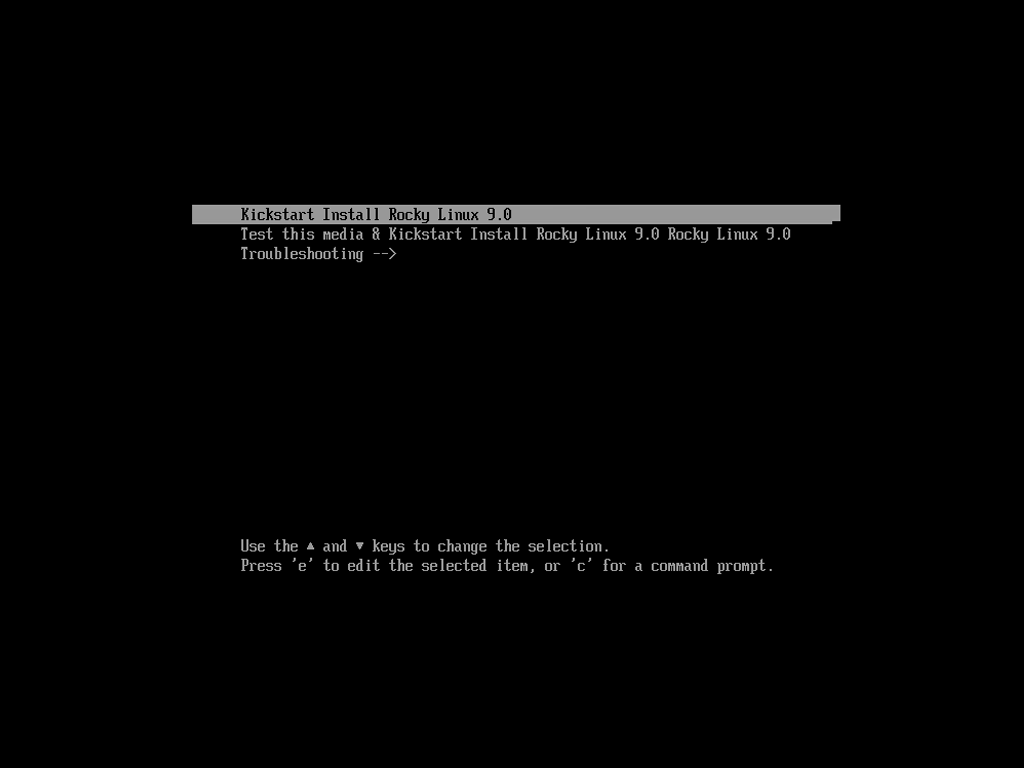 Kickstart Install Rocky Linux 9.0
Test this media & Kickstart Install Rocky Linux 9.0 Rocky Linux 9.0
Troubleshooting -->
Use the ▲ and ▼ keys to change the selection.
Press 'e' to edit the selected item, or 'c' for a command prompt.